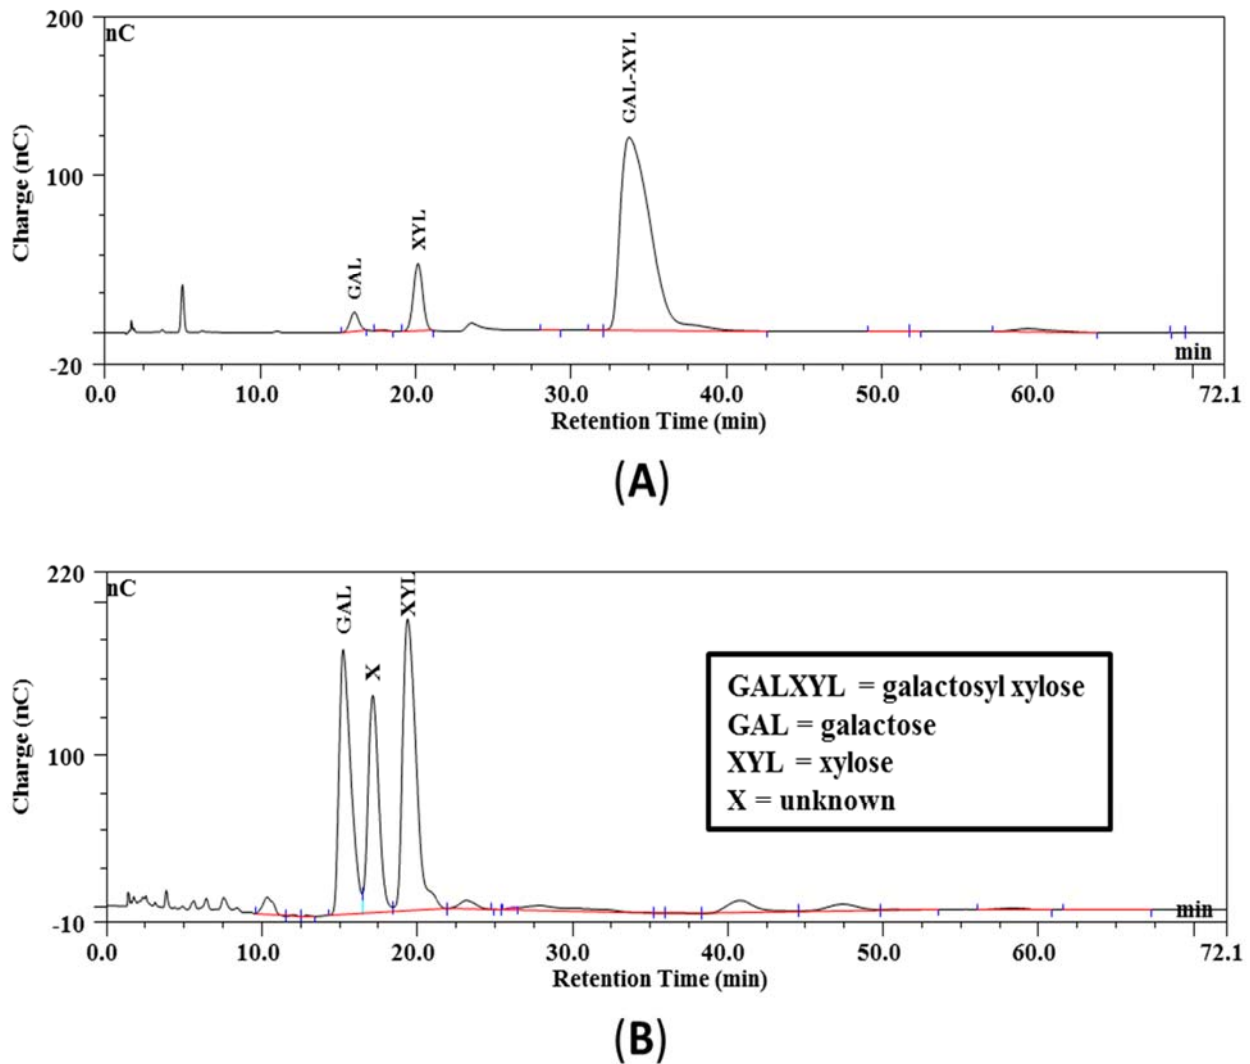 200
nC
GAL-XYL
100
Charge (nC)
XYL
GAL
min
-20
0.0 10.0 20.0 30.0 40.0 50.0 60.0 72.1
Retention Time (min)
(A)
220
nC
XYL
GAL
X
GALXYL = galactosyl xylose
GAL = galactose
XYL = xylose
X = unknown
100
Charge (nC)
min
-10
0.0 10.0 20.0 30.0 40.0 50.0 60.0 72.1
Retention Time (min)
(B)